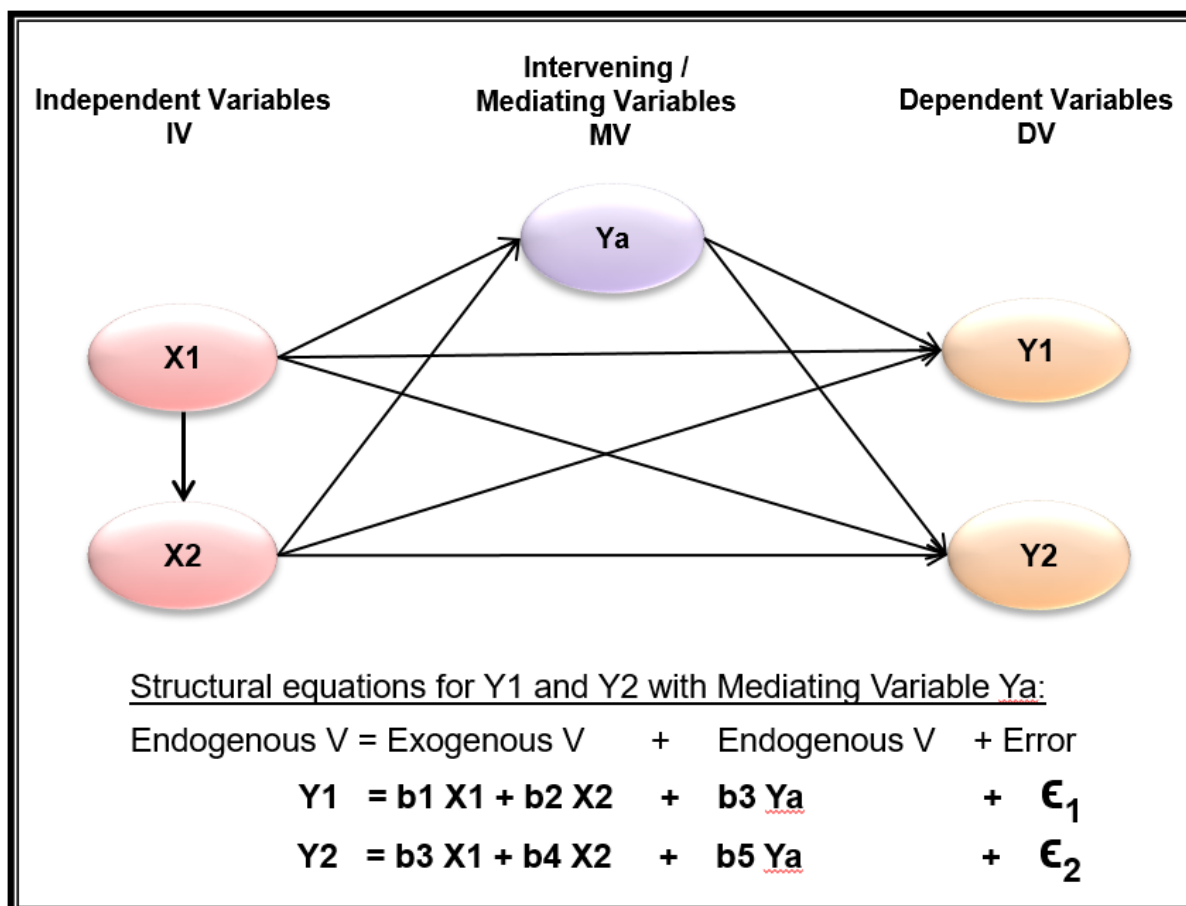 Independent Variables
IV
Intervening /
Mediating Variables
MV
Dependent Variables
DV
Ya
X1
Y1
X2
Y2
Structural equations for Y1 and Y2 with Mediating Variable Ya:
Endogenous V = Exogenous V + Endogenous V + Error
Y1 = b1 X1 + b2 X2 + b3 Ya + Є1
Y2 = b3 X1 + b4 X2 + b5 Ya + Є2